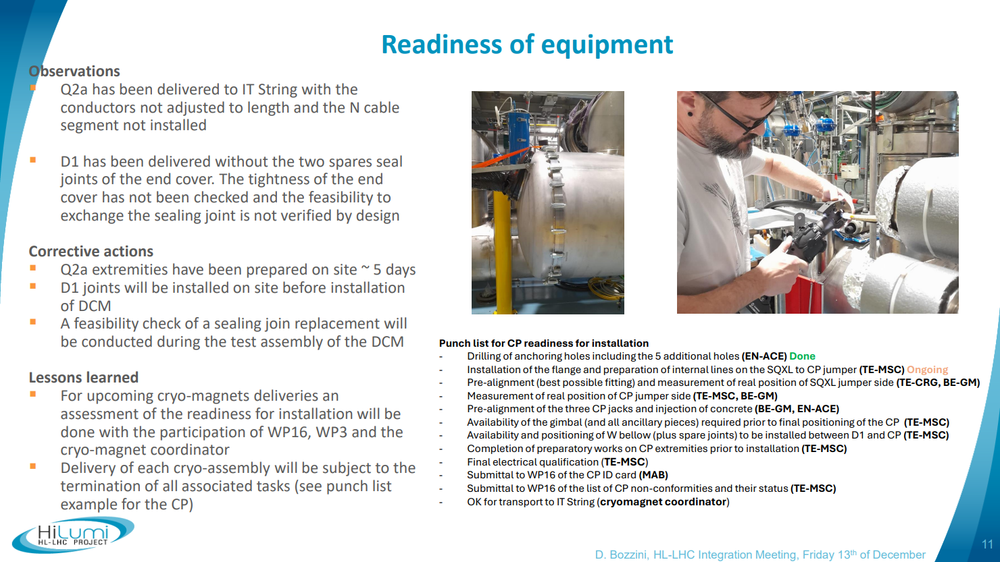 Readiness of equipment
Observations
▪ Q2a has been delivered to IT String with the
conductors not adjusted to length and the N cable
segment not installed
▪ D1 has been delivered without the two spares seal
joints of the end cover. The tightness of the end
cover has not been checked and the feasibility to
exchange the sealing joint is not verified by design
Corrective actions
▪ Q2a extremities have been prepared on site ~ 5 days
▪ D1 joints will be installed on site before installation
of DCM
▪ A feasibility check of a sealing join replacement will
be conducted during the test assembly of the DCM
Lessons learned
▪ For upcoming cryo-magnets deliveries an
assessment of the readiness for installation will be
done with the participation of WP16, WP3 and the
cryo-magnet coordinator
▪ Delivery of each cryo-assembly will be subject to the
termination of all associated tasks (see punch list
example for the CP)
Punch list for CP readiness for installation
- Drilling of anchoring holes including the 5 additional holes (EN-ACE) Done
- Installation of the flange and preparation of internal lines on the SQXL to CP jumper (TE-MSC) Ongoing
- Pre-alignment (best possible fitting) and measurement of real position of SQXL jumper side (TE-CRG, BE-GM)
- Measurement of real position of CP jumper side (TE-MSC, BE-GM)
- Pre-alignment of the three CP jacks and injection of concrete (BE-GM, EN-ACE)
- Availability of the gimbal (and all ancillary pieces) required prior to final positioning of the CP (TE-MSC)
- Availability and positioning of W bellow (plus spare joints) to be installed between D1 and CP (TE-MSC)
- Completion of preparatory works on CP extremities prior to installation (TE-MSC)
- Final electrical qualification (TE-MSC)
- Submittal to WP16 of the CP ID card (MAB)
- Submittal to WP16 of the list of CP non-conformities and their status (TE-MSC)
- OK for transport to IT String (cryomagnet coordinator)
HiLumi
HL-LHC PROJECT
D. Bozzini, HL-LHC Integration Meeting, Friday 13th of December
11